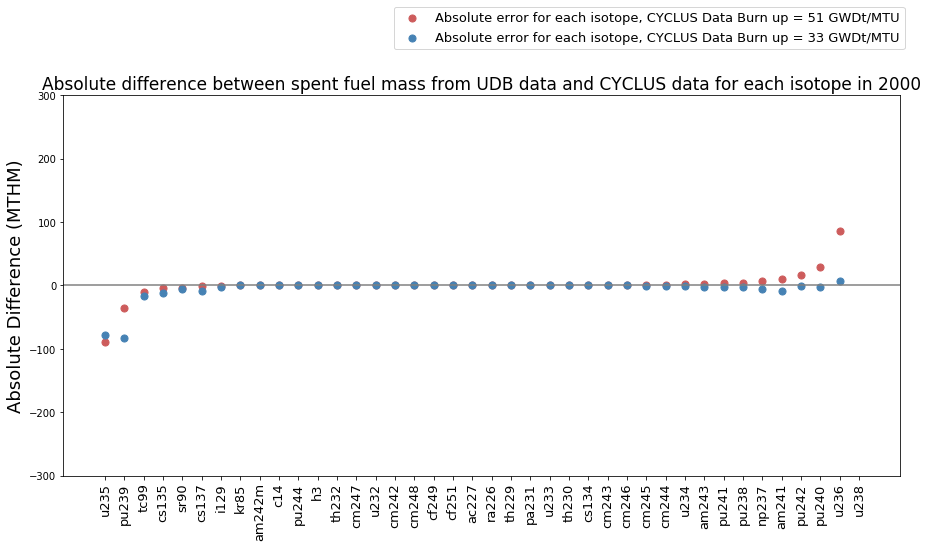 Absolute error for each isotope, CYCLUS Data Burn up = 51 GWDt/MTU
Absolute error for each isotope, CYCLUS Data Burn up = 33 GWDt/MTU
Absolute difference between spent fuel mass from UDB data and CYCLUS data for each isotope in 2000
Absolute Difference (MTHM)
300
200
100
0
−100
−200
−300
u235
pu239
tc99
cs135
sr90
cs137
i129
kr85
am242m
c14
pu244
h3
th232
cm247
u232
cm242
cm248
cf249
cf251
ac227
ra226
th229
pa231
u233
th230
cs134
cm243
cm246
cm245
cm244
u234
am243
pu241
pu238
np237
am241
pu242
pu240
u236
u238